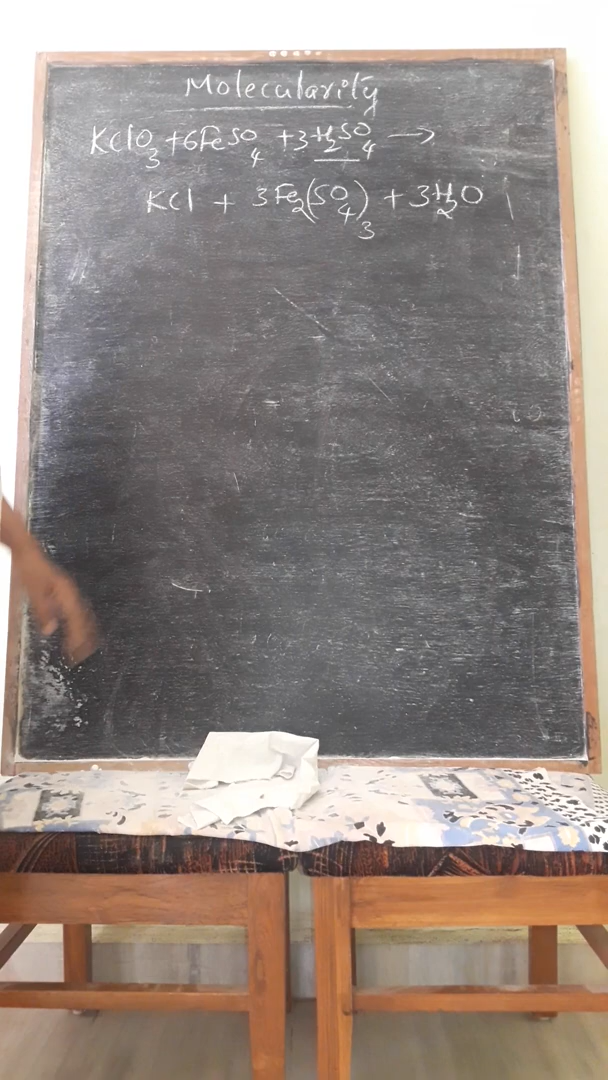 Molecularity
KClO₃ + 6FeSO₄ + 3H₂SO₄ →
KCl + 3Fe₂(SO₄)₃ + 3H₂O